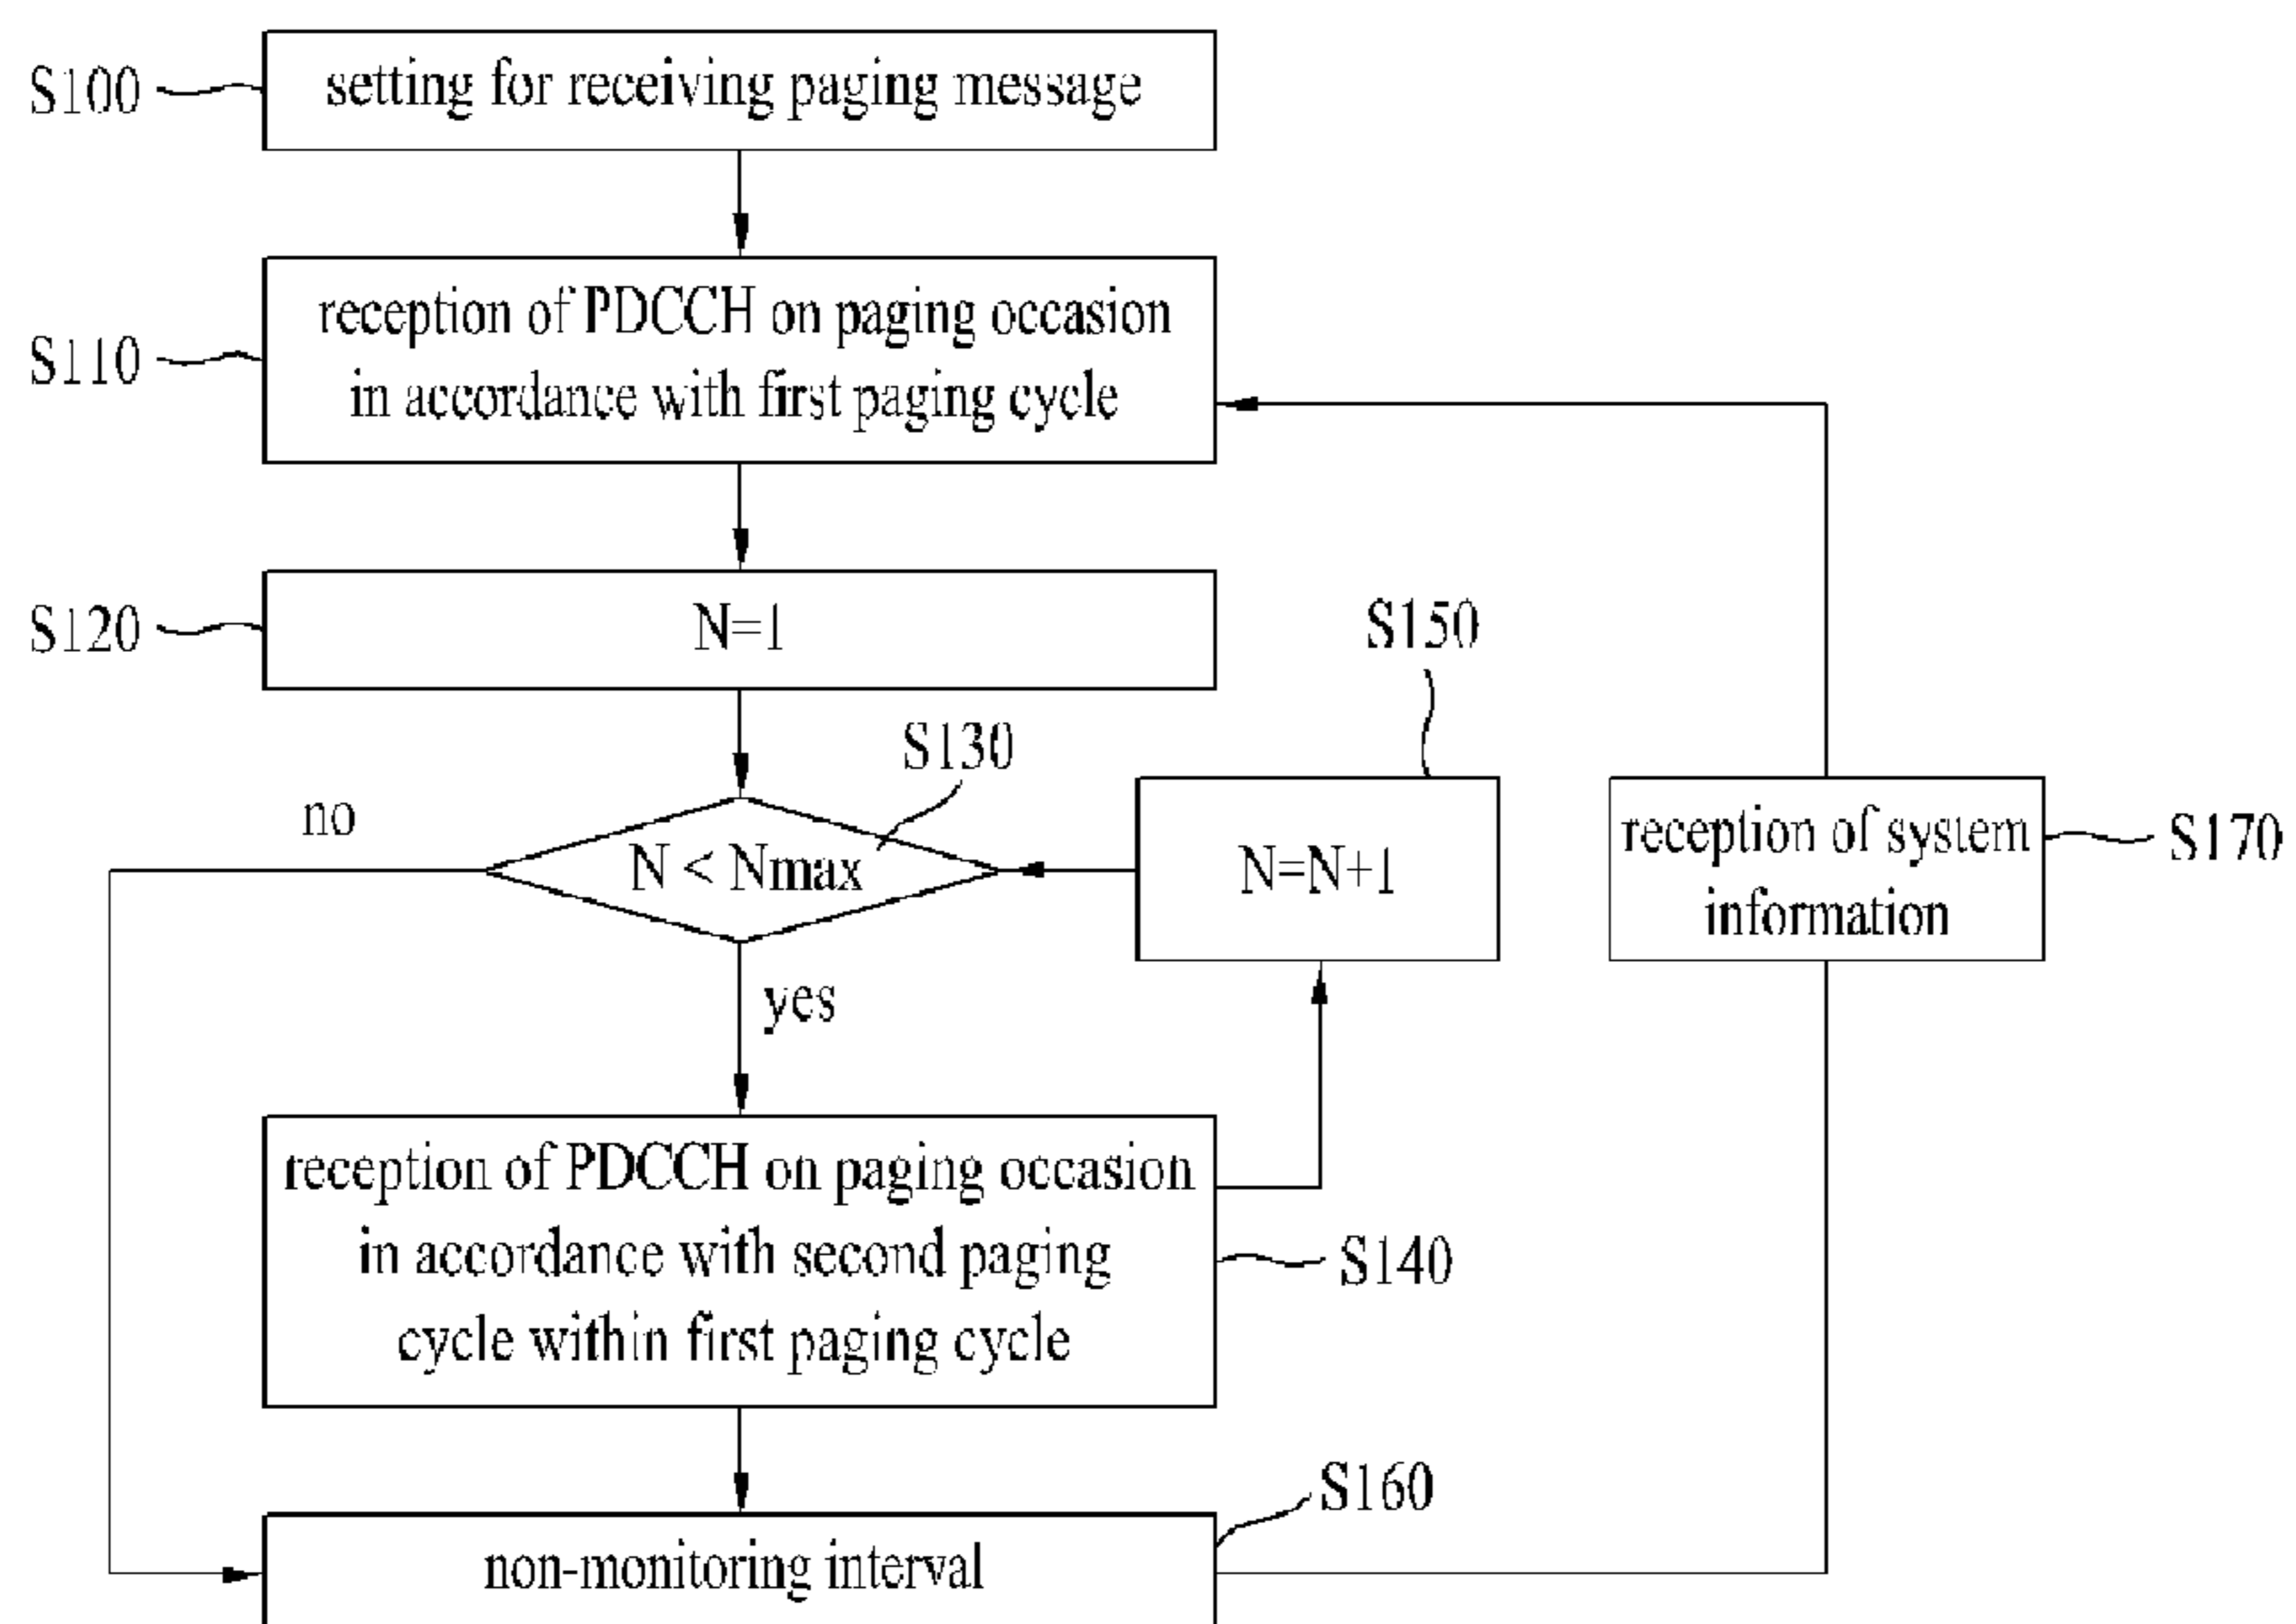 S100
setting for receiving paging message
S110
reception of PDCCH on paging occasion
in accordance with first paging cycle
S120
N=1
S130
no
N < Nmax
S150
N=N+1
reception of system
information
S170
yes
reception of PDCCH on paging occasion
in accordance with second paging
cycle within first paging cycle
S140
S160
non-monitoring interval